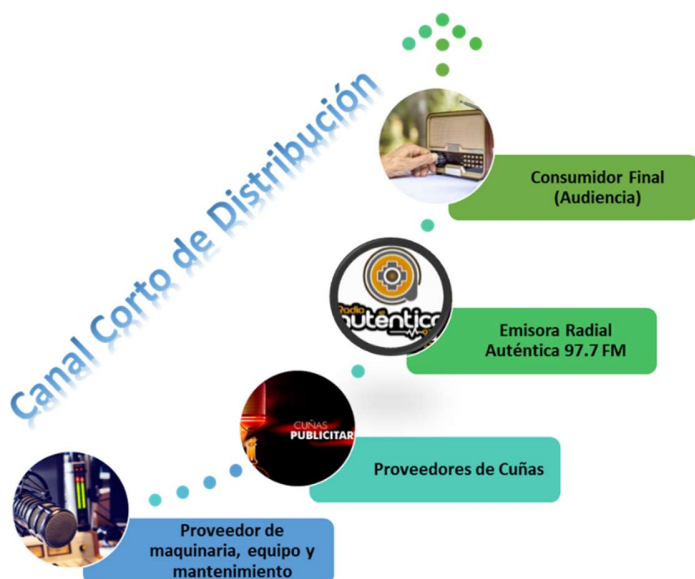 Canal Corto de Distribución
Consumidor Final
(Audiencia)
Radio
auténtica
Emisora Radial
Auténtica 97.7 FM
CUÑAS
PUBLICITAR
Proveedores de Cuñas
Proveedor de
maquinaria, equipo y
mantenimiento